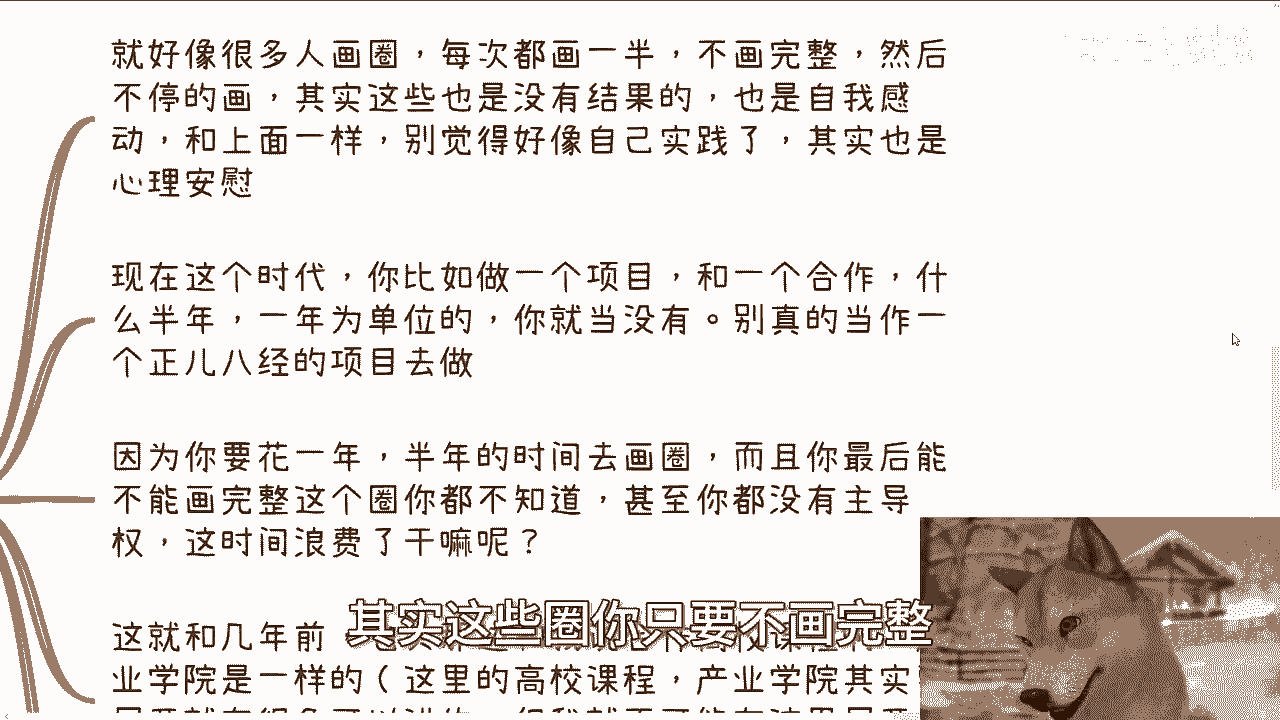 就好像很多人画圈，每次都画一半，不画完整，然后
不停的画，其实这些也是没有结果的，也是自我感
动，和上面一样，别觉得好像自己实践了，其实也是
心理安慰
现在这个时代，你比如做一个项目，和一个合作，什
么半年，一年为单位的，你就当没有。别真的当作一
个正儿八经的项目去做
因为你要花一年，半年的时间去画圈，而且你最后能
不能画完整这个圈你都不知道，甚至你都没有主导
权，这时间浪费了干嘛呢？
这就和几年前
其实这些圈你只要不画完整
业学院是一样的（这里的高校课程，产业学院其实